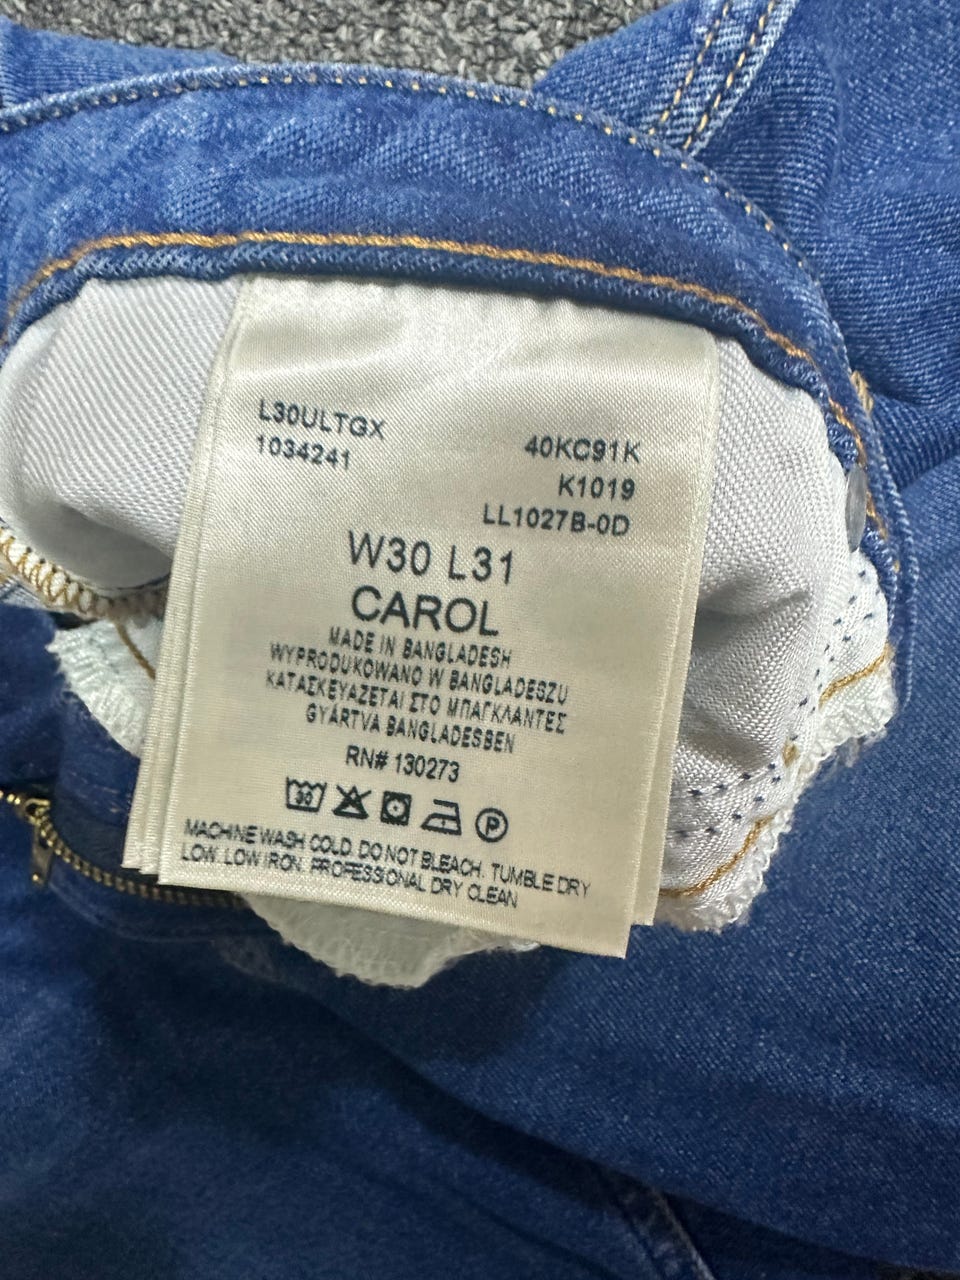 L30ULTGX
1034241
40KC91K
K1019
LL1027B-0D
W30 L31
CAROL
MADE IN BANGLADESH
WYPRODUKOWANO W BANGLADESZU
ΚΑΤΑΣΚΕΥΑΖΕΤΑΙ ΣΤΟ ΜΠΑΓΚΛΑΝΤΕΣ
GYÁRTVA BANGLADESBEN
RN# 130273
30 P
MACHINE WASH COLD. DO NOT BLEACH. TUMBLE DRY
LOW. LOW IRON. PROFESSIONAL DRY CLEAN